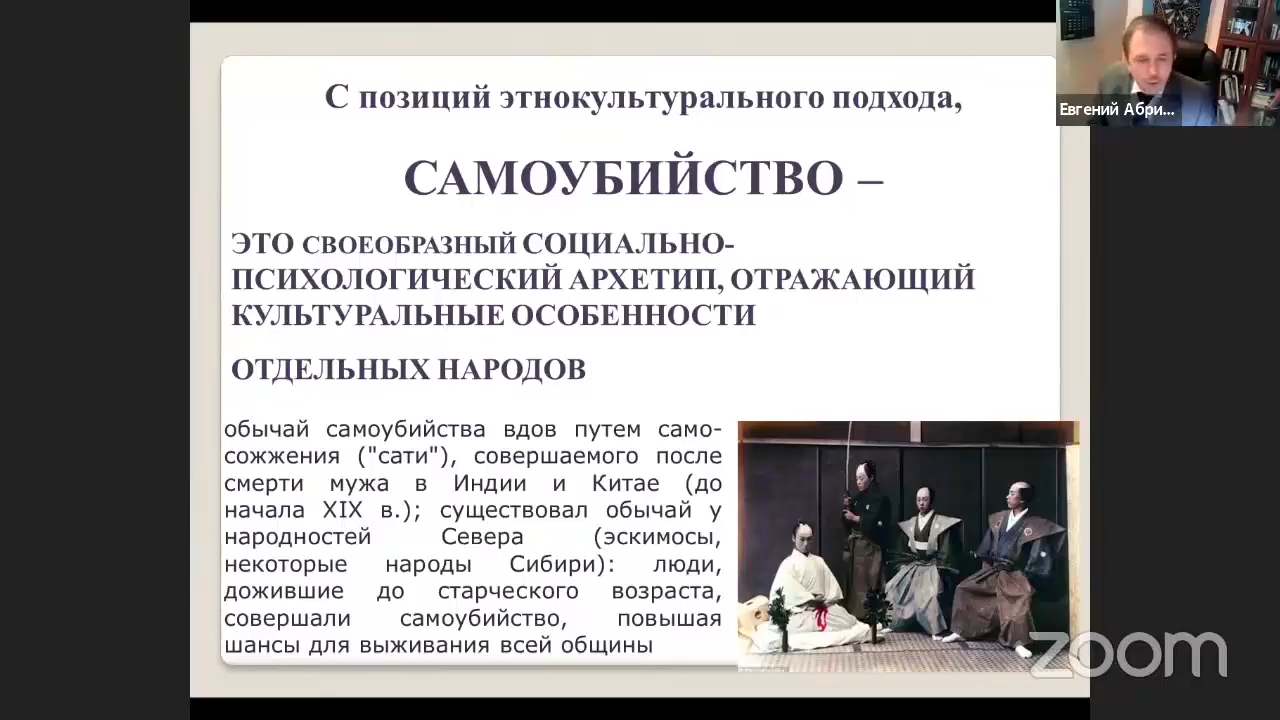 С позиций этнокультурального подхода,
САМОУБИЙСТВО –
ЭТО СВОЕОБРАЗНЫЙ СОЦИАЛЬНО-
ПСИХОЛОГИЧЕСКИЙ АРХЕТИП, ОТРАЖАЮЩИЙ
КУЛЬТУРАЛЬНЫЕ ОСОБЕННОСТИ
ОТДЕЛЬНЫХ НАРОДОВ
обычай самоубийства вдов путем само-
сожжения ("сати"), совершаемого после
смерти мужа в Индии и Китае (до
начала XIX в.); существовал обычай у
народностей Севера (эскимосы,
некоторые народы Сибири): люди,
дожившие до старческого возраста,
совершали самоубийство, повышая
шансы для выживания всей общины
Евгений Абри...
zoom